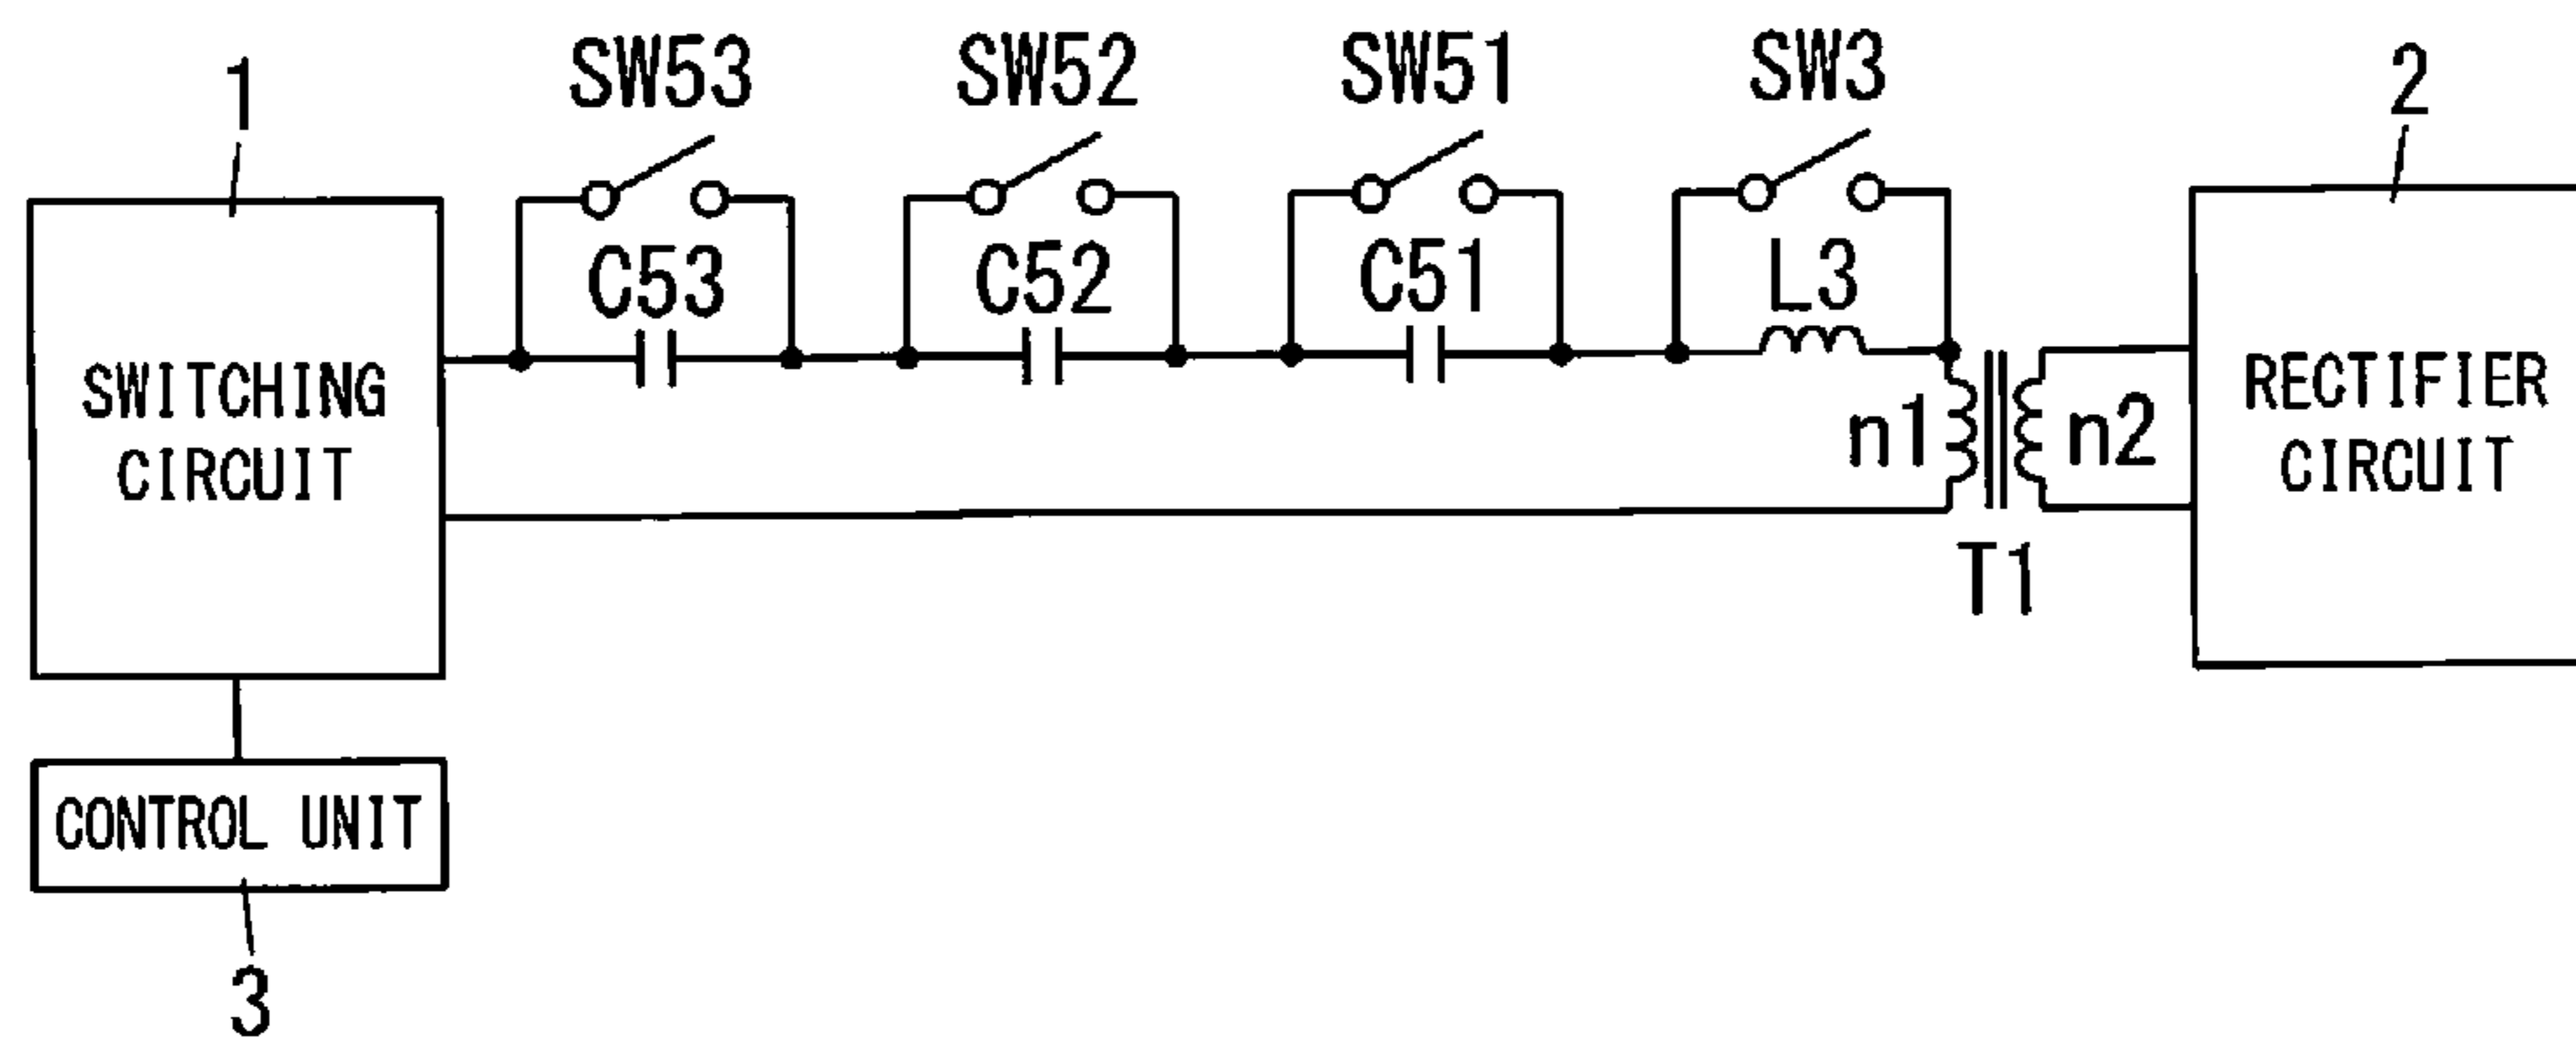 1
SW53
SW52
SW51
SW3
2
C53
C52
C51
L3
SWITCHING
CIRCUIT
n1
n2
RECTIFIER
CIRCUIT
T1
CONTROL UNIT
3